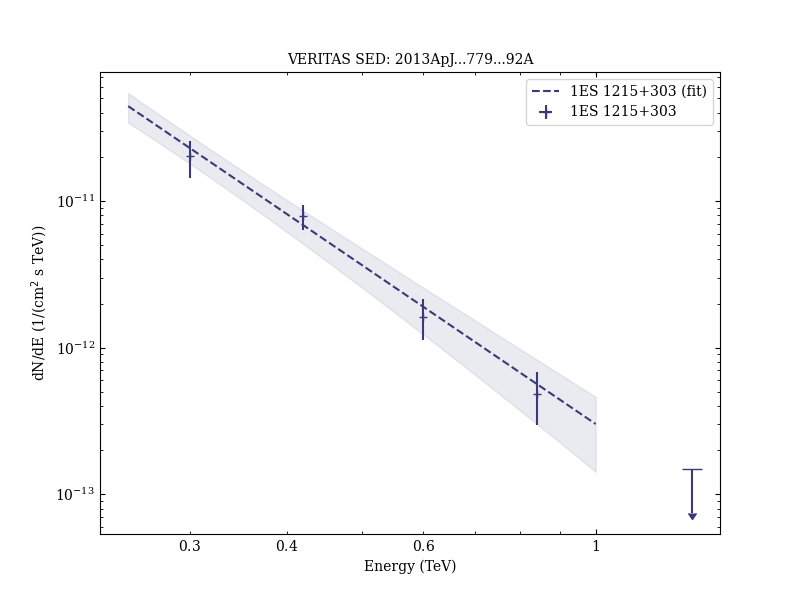 VERITAS SED: 2013ApJ...779...92A
1ES 1215+303 (fit)
1ES 1215+303
dN/dE (1/(cm² s TeV))
10⁻¹¹
10⁻¹²
10⁻¹³
0.3 0.4 0.6 1
Energy (TeV)